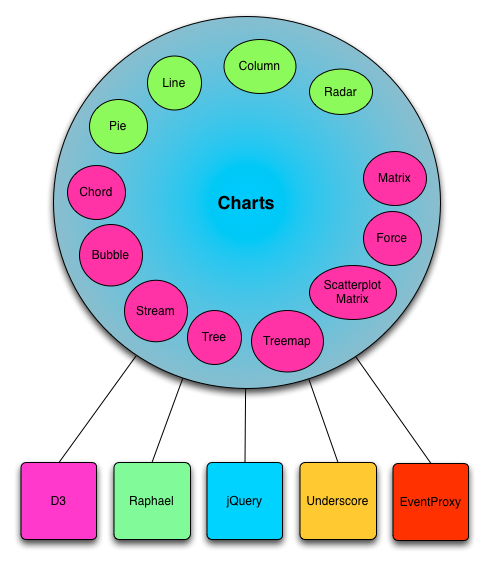 Column
Line
Radar
Pie
Matrix
Chord
Charts
Force
Bubble
Scatterplot
Matrix
Stream
Tree
Treemap
D3
Raphael
jQuery
Underscore
EventProxy